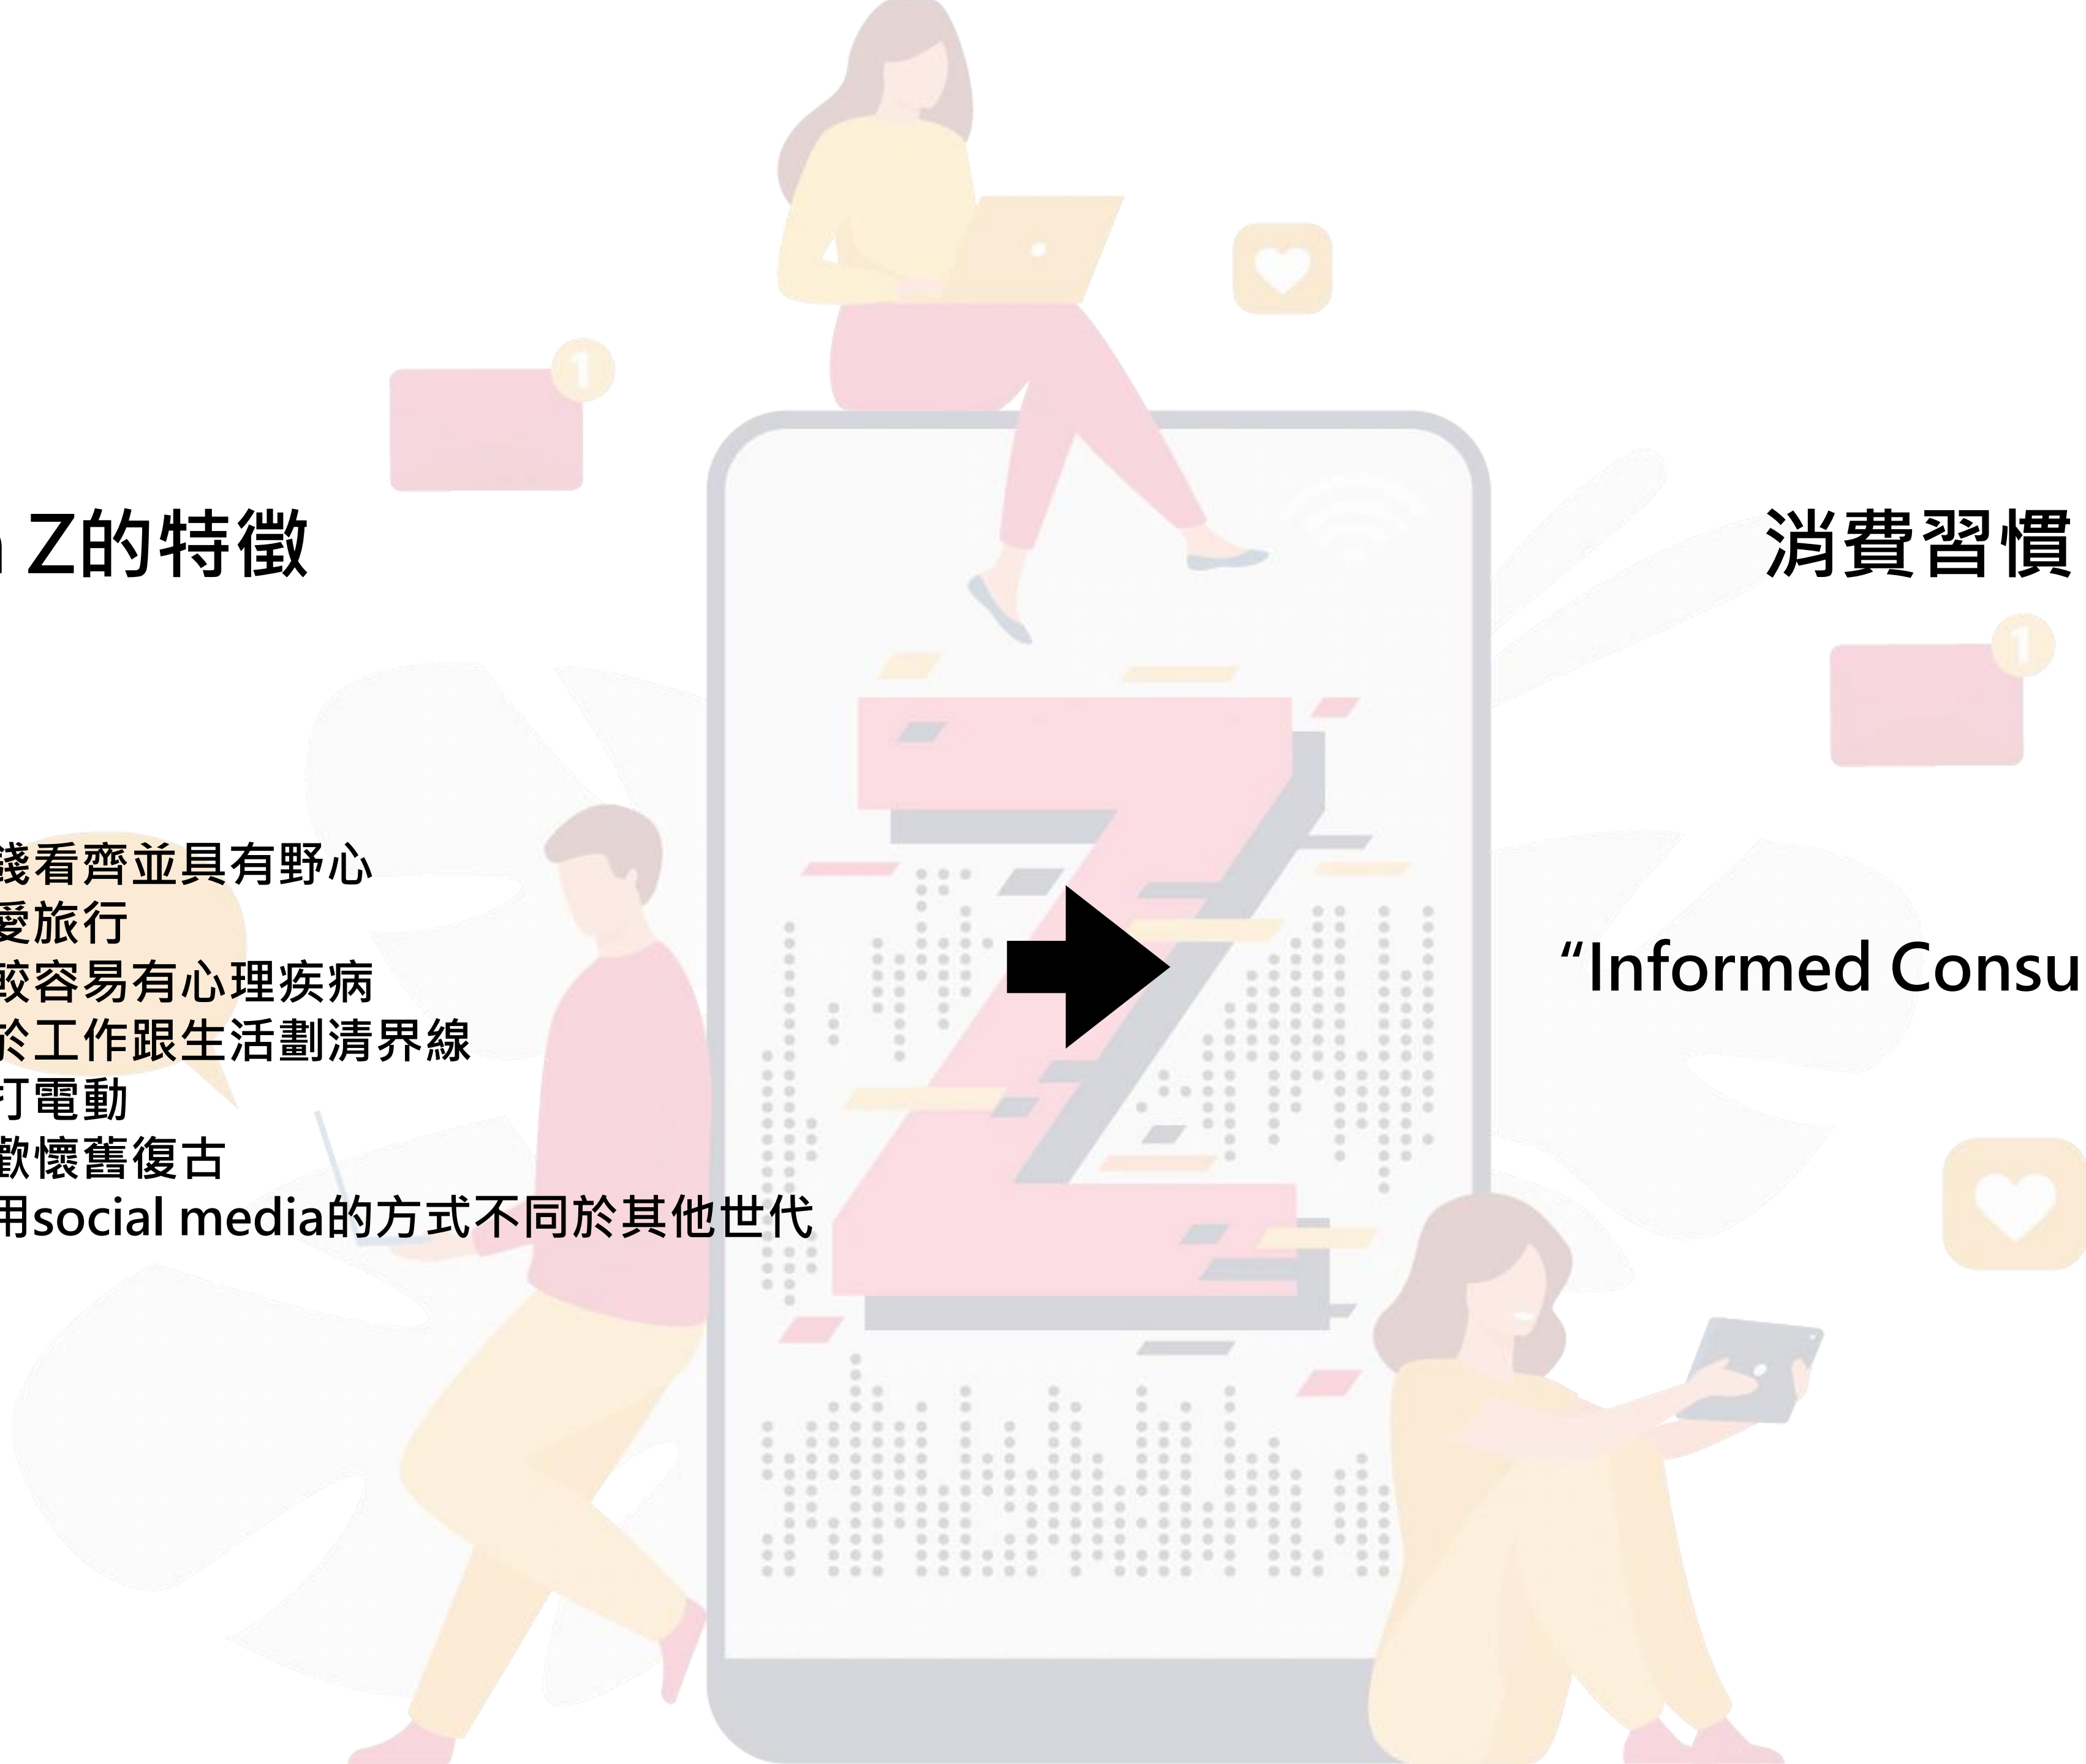 Z的特徵
消費習慣
1
1
錢看齊並具有野心
愛旅行
較容易有心理疾病
於工作跟生活劃清界線
打電動
歡懷舊復古
用social media的方式不同於其他世代
“Informed Consu
Z